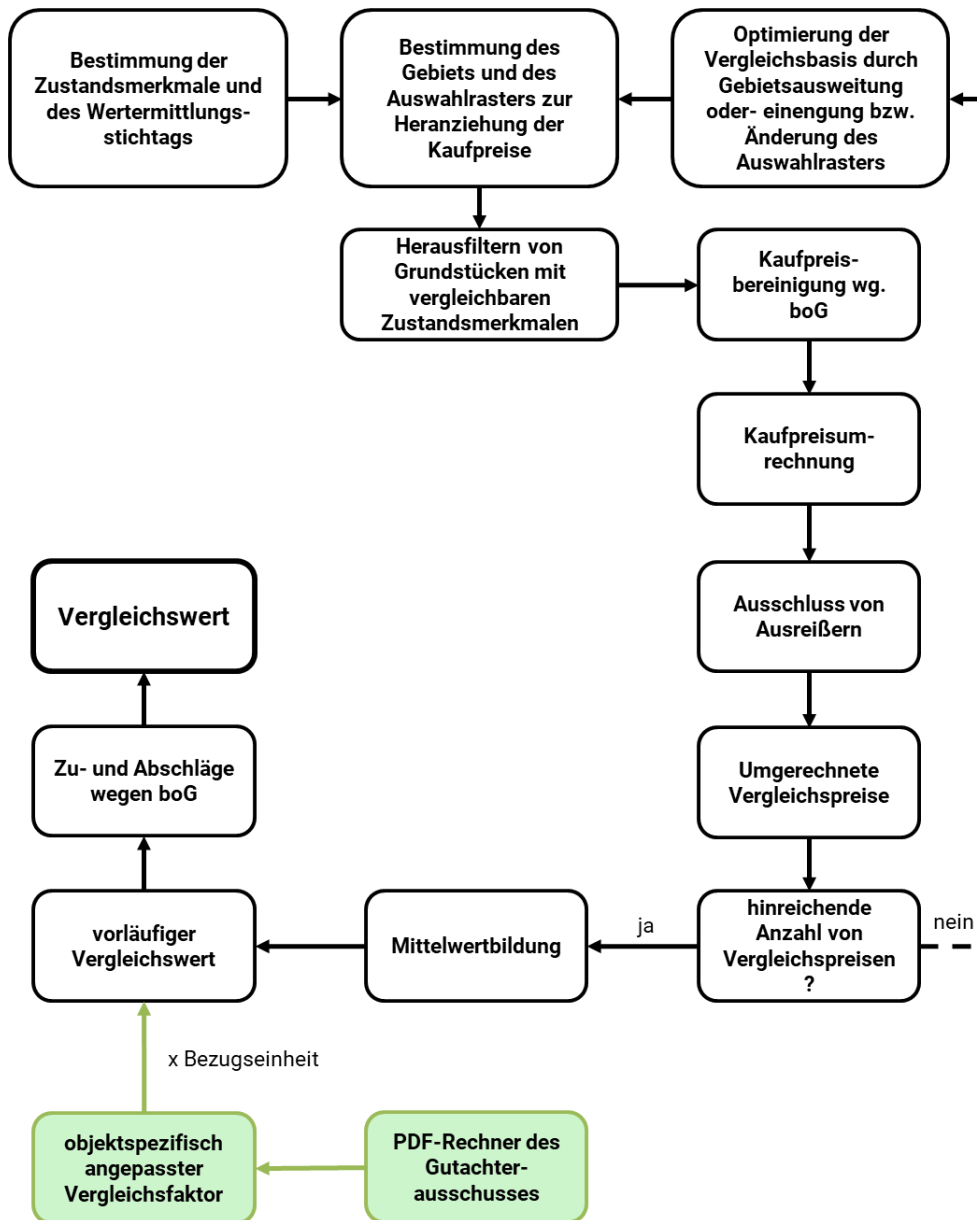 Bestimmung der
Zustandsmerkmale und
des Wertermittlungs-
stichtags
Bestimmung des
Gebiets und des
Auswahlrasters zur
Heranziehung der
Kaufpreise
Optimierung der
Vergleichsbasis durch
Gebietsausweitung
oder- einengung bzw.
Änderung des
Auswahlrasters
Herausfiltern von
Grundstücken mit
vergleichbaren
Zustandsmerkmalen
Kaufpreis-
bereinigung wg.
boG
Kaufpreisum-
rechnung
Ausschluss von
Ausreißern
Umgerechnete
Vergleichspreise
hinreichende
Anzahl von
Vergleichspreisen
?
nein
ja
Mittelwertbildung
vorläufiger
Vergleichswert
Zu- und Abschläge
wegen boG
Vergleichswert
x Bezugseinheit
objektspezifisch
angepasster
Vergleichsfaktor
PDF-Rechner des
Gutachter-
ausschusses